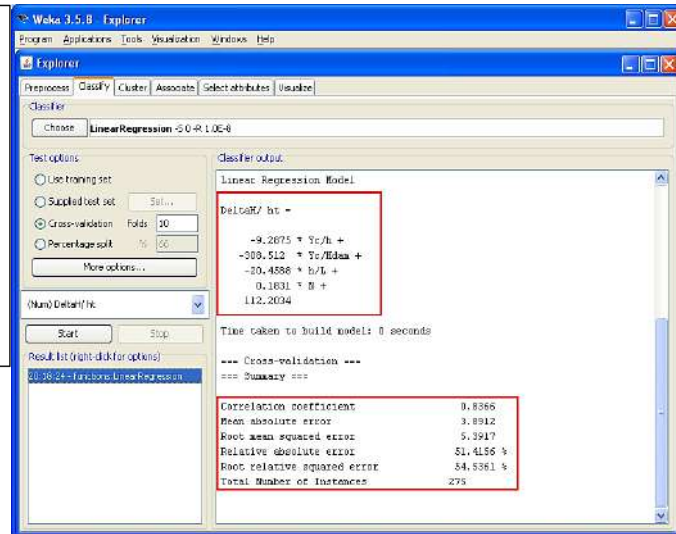 Weka 3.5.8 - Explorer
Program Applications Tools Visualization Windows Help
Explorer
Preprocess Classify Cluster Associate Select attributes Visualize
Classifier
Choose LinearRegression -S 0 -R 1.0E-8
Test options
Use training set
Supplied test set Set...
Cross-validation Folds 10
Percentage split % 66
More options...
(Num) DeltaH/ ht
Start Stop
Result list (right-click for options)
20:38:24 - functions.LinearRegression
Classifier output
Linear Regression Model
DeltaH/ ht =
-9.2875 * Yc/h +
-308.512 * Yc/Hdam +
-20.4588 * h/L +
0.1831 * N +
112.2034
Time taken to build model: 0 seconds
=== Cross-validation ===
=== Summary ===
Correlation coefficient 0.8366
Mean absolute error 3.8912
Root mean squared error 5.3917
Relative absolute error 51.4156 %
Root relative squared error 54.5361 %
Total Number of Instances 275